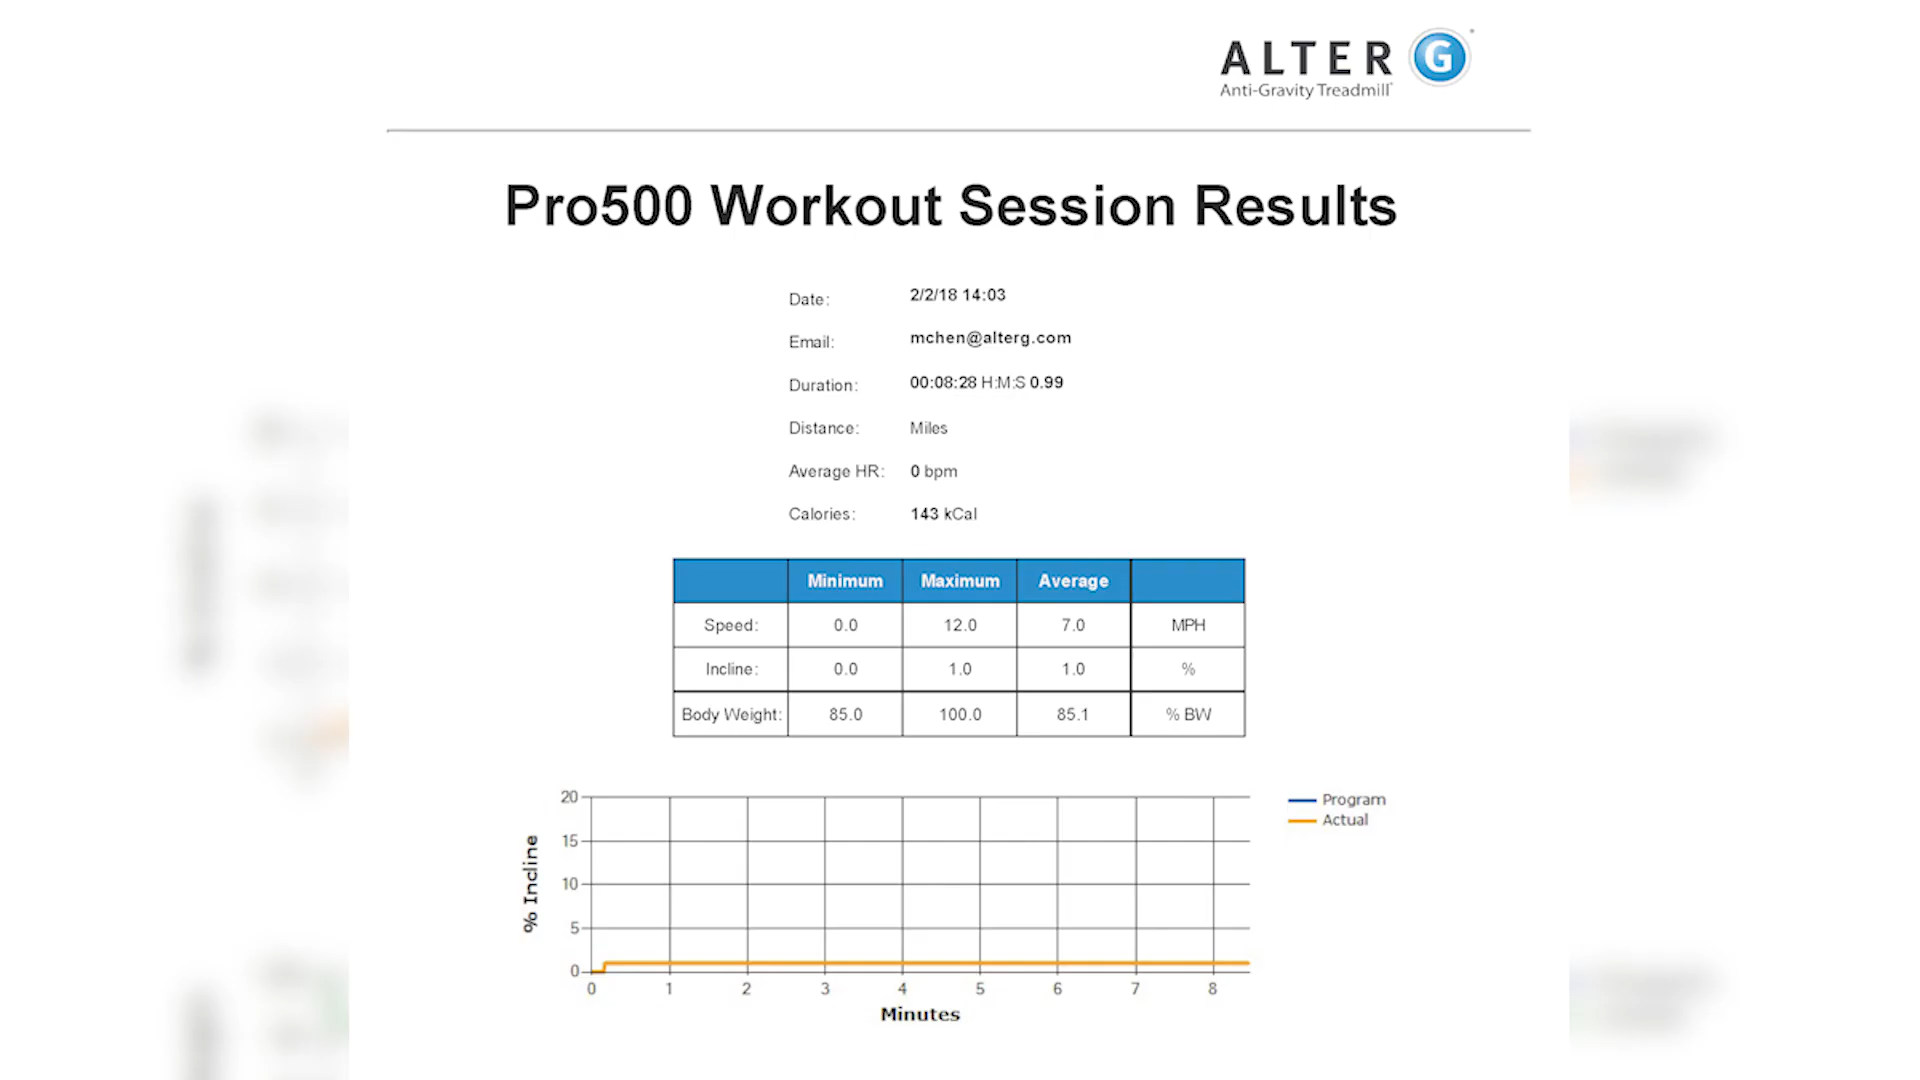 ALTER G
Anti-Gravity Treadmill
Pro500 Workout Session Results
Date: 2/2/18 14:03
Email: mchen@alterg.com
Duration: 00:08:28 H:M:S 0.99
Distance: Miles
Average HR: 0 bpm
Calories: 143 kCal
Minimum Maximum Average
Speed: 0.0 12.0 7.0 MPH
Incline: 0.0 1.0 1.0 %
Body Weight: 85.0 100.0 85.1 % BW
Program
Actual
% Incline
20
15
10
5
0
0 1 2 3 4 5 6 7 8
Minutes